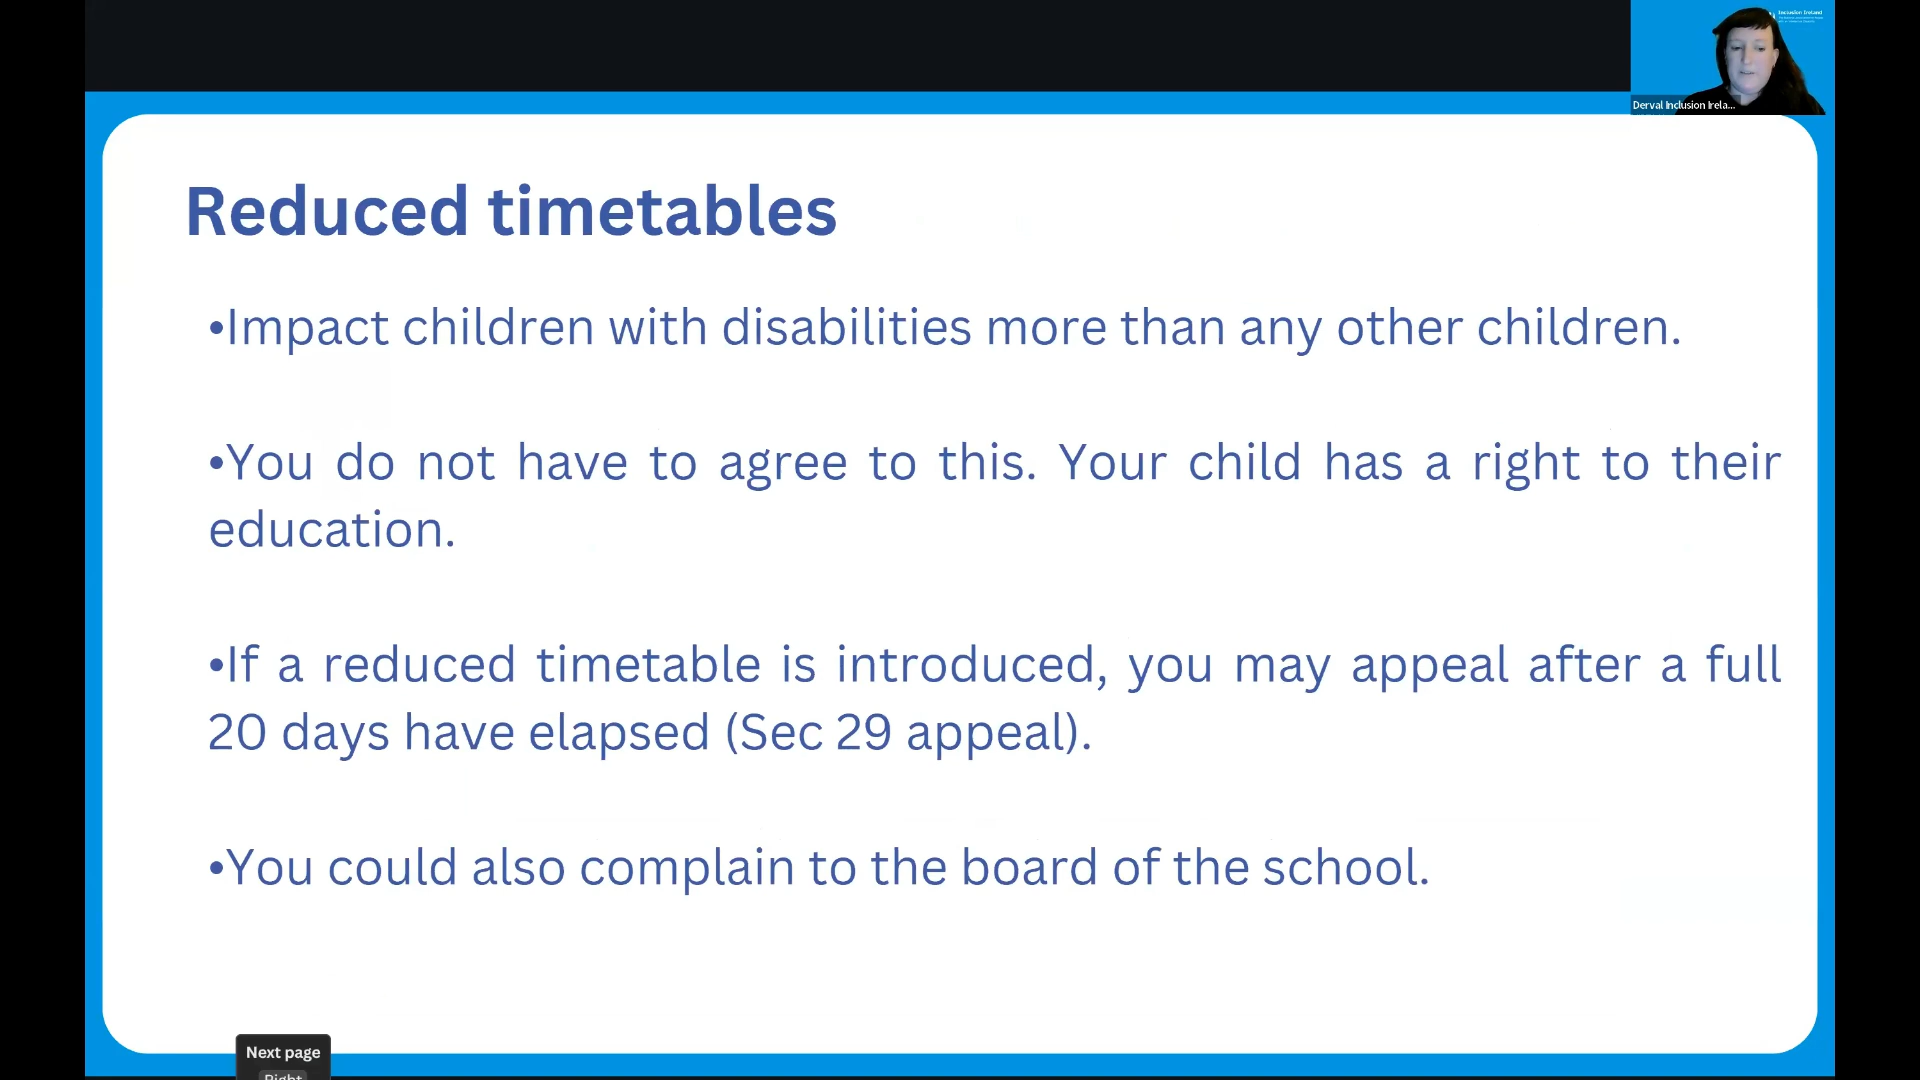 Inclusion Ireland
Derval Inclusion Irela...
Reduced timetables
•Impact children with disabilities more than any other children.
•You do not have to agree to this. Your child has a right to their
education.
•If a reduced timetable is introduced, you may appeal after a full
20 days have elapsed (Sec 29 appeal).
•You could also complain to the board of the school.
Next page
Right